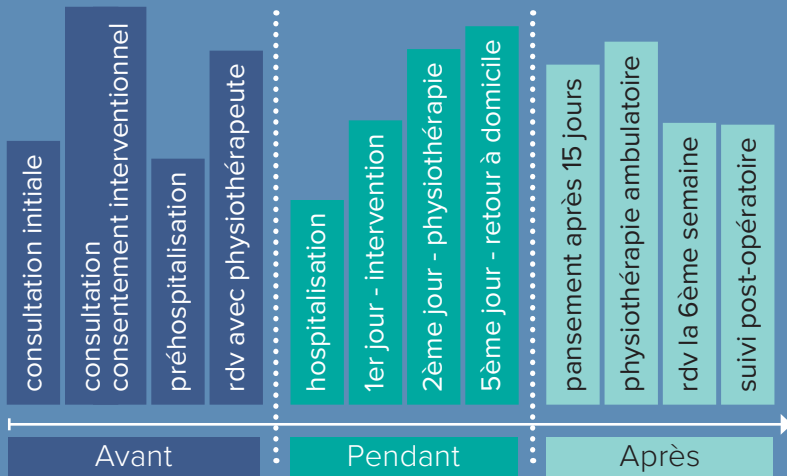 consultation initiale
consultation
consentement interventionnel
préhospitalisation
rdv avec physiothérapeute
hospitalisation
1er jour - intervention
2ème jour - physiothérapie
5ème jour - retour à domicile
pansement après 15 jours
physiothérapie ambulatoire
rdv la 6ème semaine
suivi post-opératoire
Avant
Pendant
Après